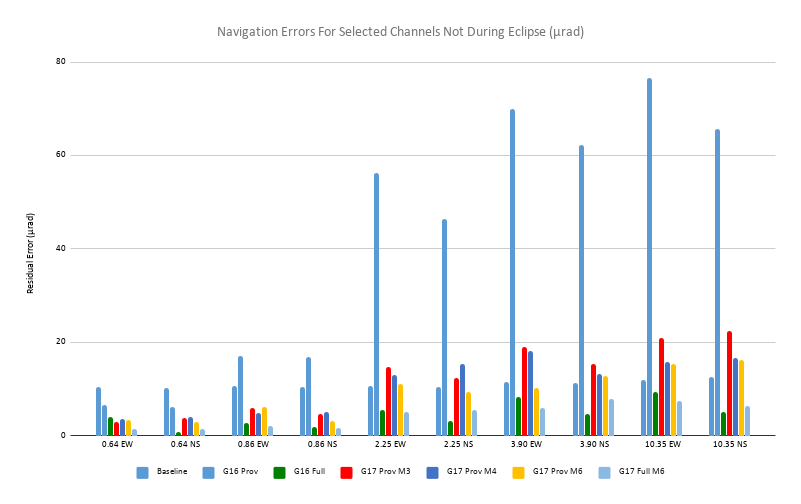 Navigation Errors For Selected Channels Not During Eclipse (µrad)
80
60
40
20
0
Residual Error (µrad)
0.64 EW 0.64 NS 0.86 EW 0.86 NS 2.25 EW 2.25 NS 3.90 EW 3.90 NS 10.35 EW 10.35 NS
Baseline G16 Prov G16 Full G17 Prov M3 G17 Prov M4 G17 Prov M6 G17 Full M6